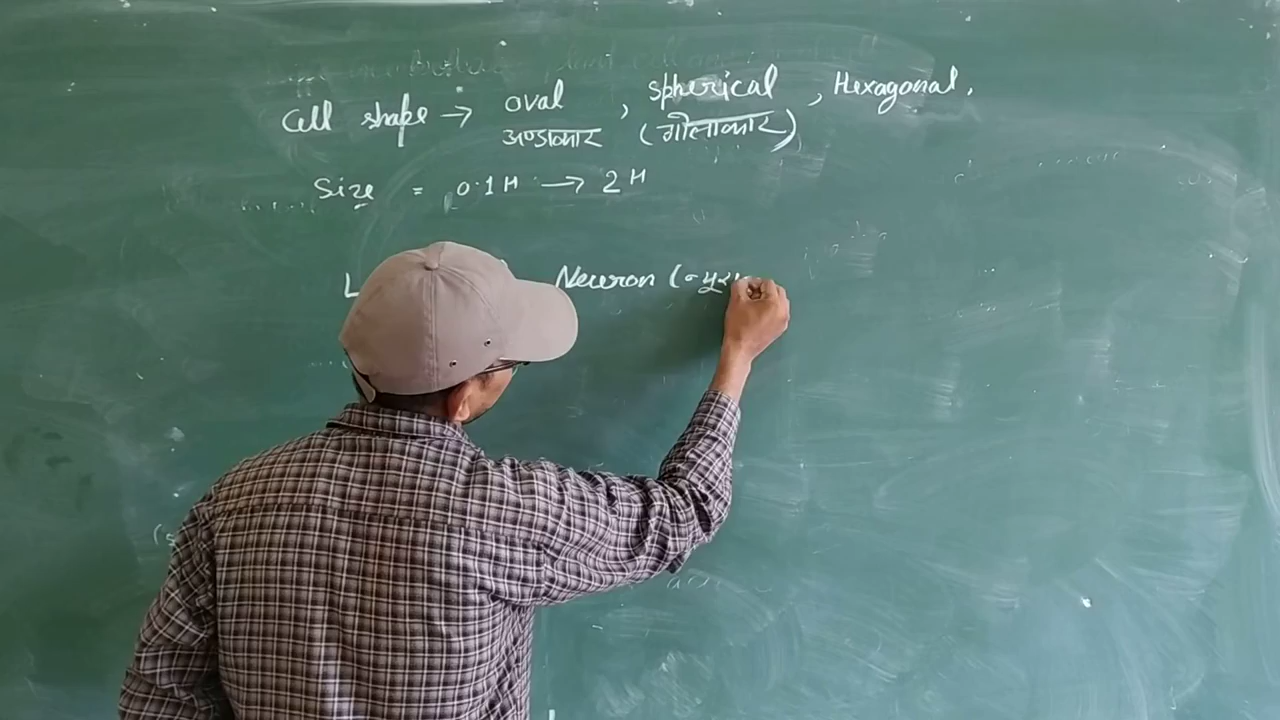 Cell shape → oval , spherical , Hexagonal .
अण्डाकार (गोलाकार)
Size = 0.1 μ → 2 μ
Neuron (न्यूरा